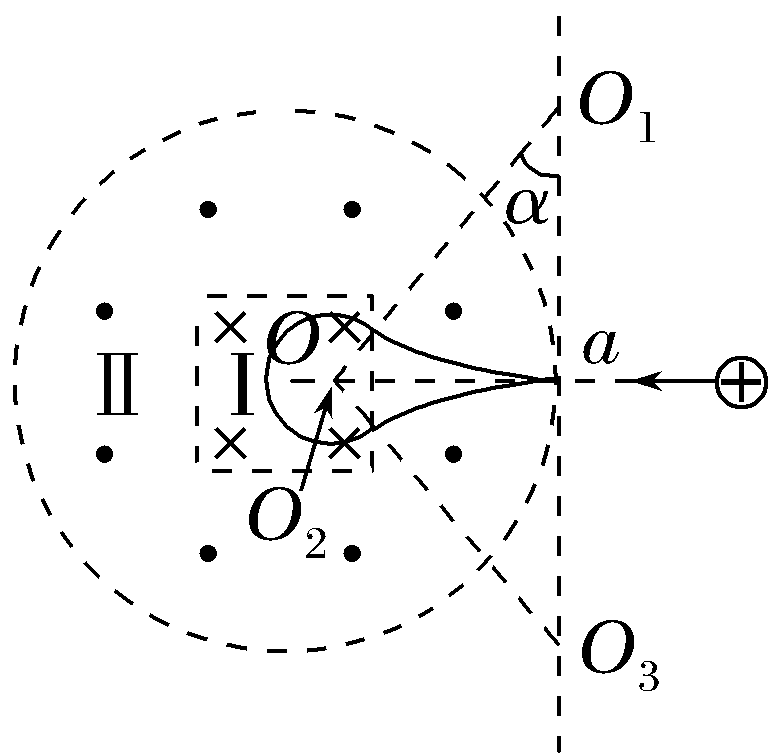 O₁
α
O
a
Ⅱ
Ⅰ
O₂
O₃